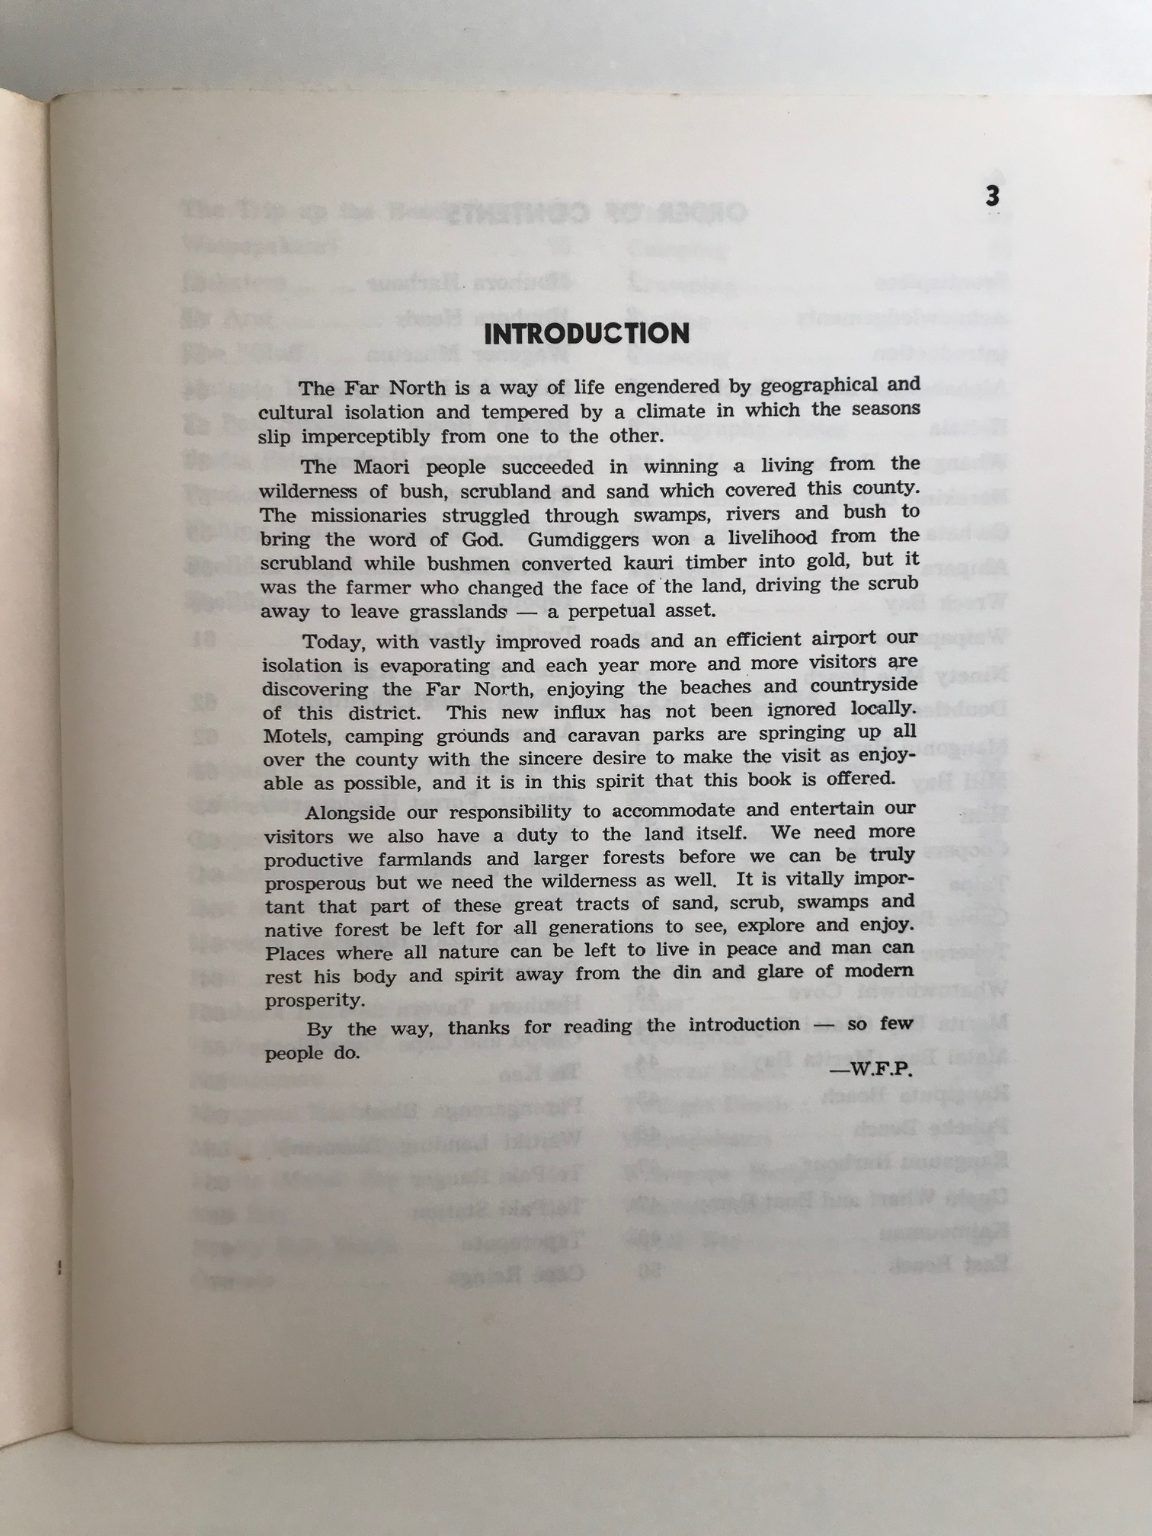 3
INTRODUCTION
The Far North is a way of life engendered by geographical and
cultural isolation and tempered by a climate in which the seasons
slip imperceptibly from one to the other.
The Maori people succeeded in winning a living from the
wilderness of bush, scrubland and sand which covered this county.
The missionaries struggled through swamps, rivers and bush to
bring the word of God. Gumdiggers won a livelihood from the
scrubland while bushmen converted kauri timber into gold, but it
was the farmer who changed the face of the land, driving the scrub
away to leave grasslands — a perpetual asset.
Today, with vastly improved roads and an efficient airport our
isolation is evaporating and each year more and more visitors are
discovering the Far North, enjoying the beaches and countryside
of this district. This new influx has not been ignored locally.
Motels, camping grounds and caravan parks are springing up all
over the county with the sincere desire to make the visit as enjoy-
able as possible, and it is in this spirit that this book is offered.
Alongside our responsibility to accommodate and entertain our
visitors we also have a duty to the land itself. We need more
productive farmlands and larger forests before we can be truly
prosperous but we need the wilderness as well. It is vitally impor-
tant that part of these great tracts of sand, scrub, swamps and
native forest be left for all generations to see, explore and enjoy.
Places where all nature can be left to live in peace and man can
rest his body and spirit away from the din and glare of modern
prosperity.
By the way, thanks for reading the introduction — so few
people do.
—W.F.P.